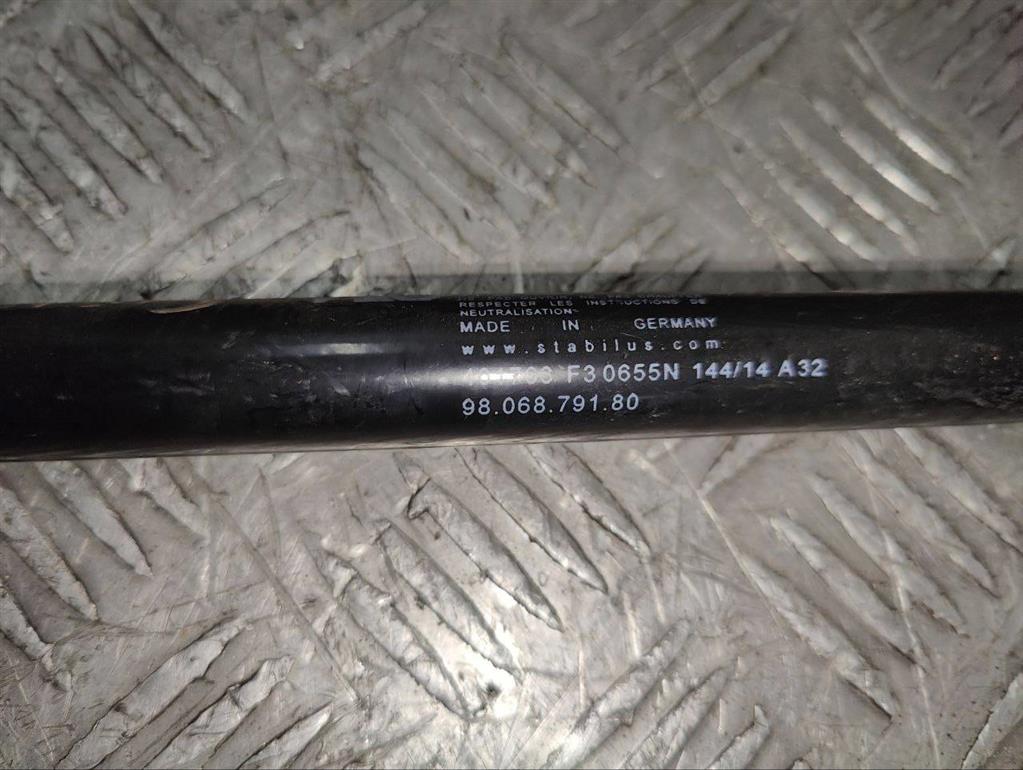 RESPECTER LES INSTRUCTIONS DE
NEUTRALISATION
MADE IN GERMANY
www.stabilus.com
F3 0655N 144/14 A32
98.068.791.80